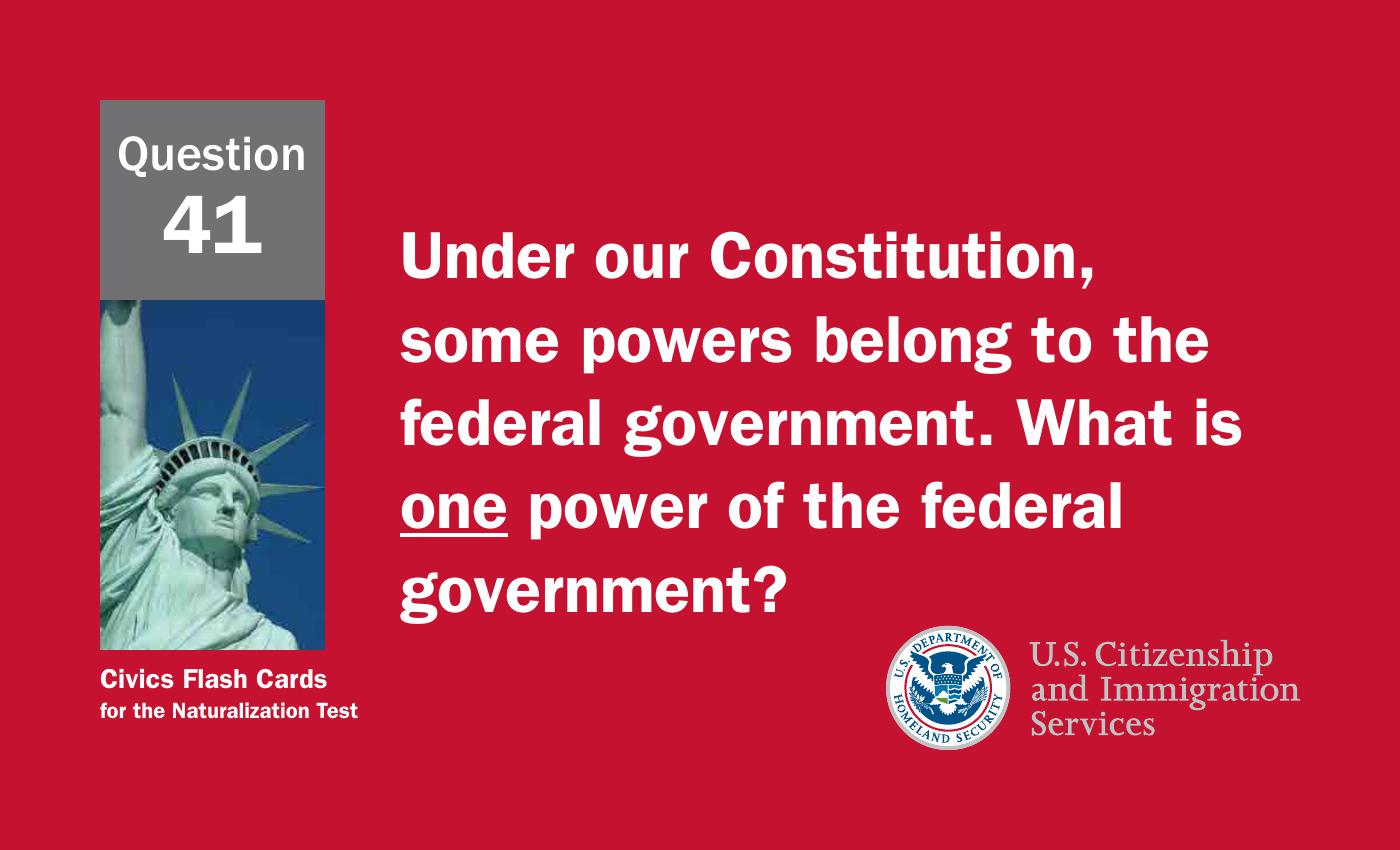 Question
41
Under our Constitution,
some powers belong to the
federal government. What is
one power of the federal
government?
Civics Flash Cards
for the Naturalization Test
U.S. DEPARTMENT OF
HOMELAND SECURITY
U.S. Citizenship
and Immigration
Services